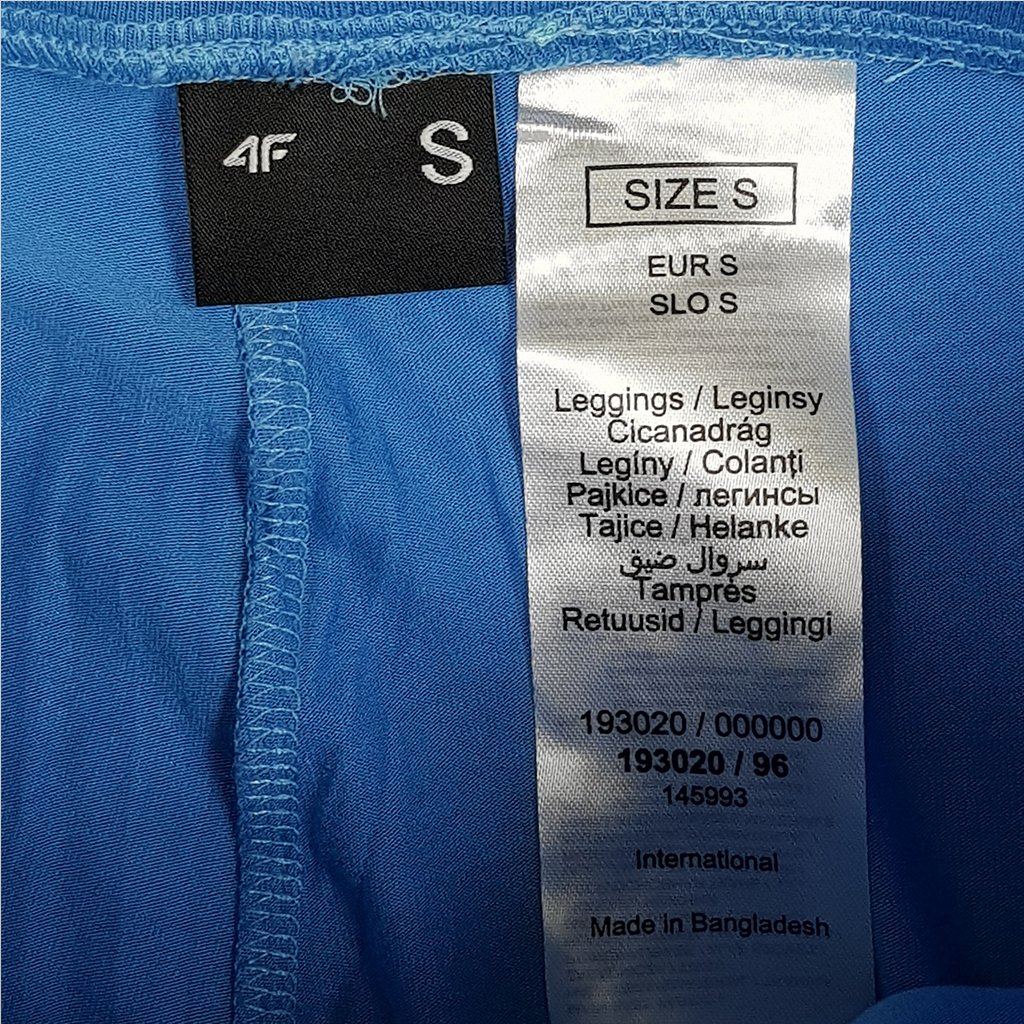 4F S
SIZE S
EUR S
SLO S
Leggings / Leginsy
Cicanadrág
Legíny / Colanți
Pajkice / легинсы
Tajice / Helanke
سروال ضيق
Tamprės
Retuusid / Leggingi
193020 / 000000
193020 / 96
145993
International
Made in Bangladesh